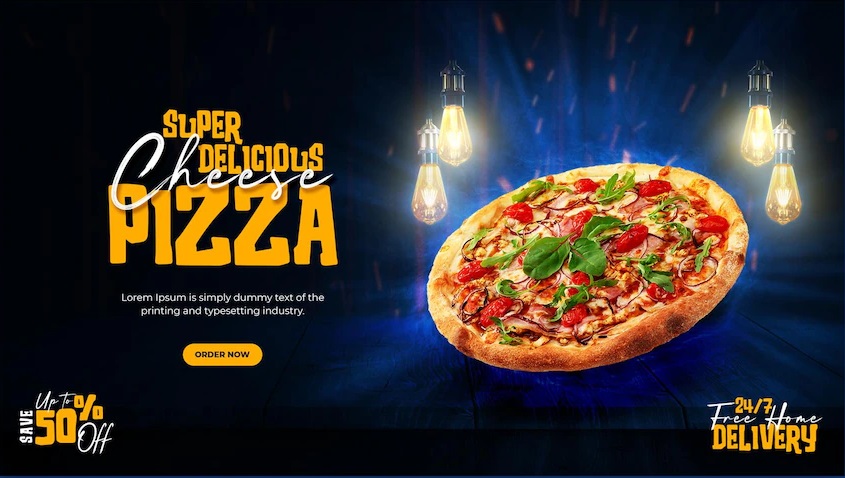 SUPER
DELICIOUS
Cheese
PIZZA
Lorem Ipsum is simply dummy text of the
printing and typesetting industry.
ORDER NOW
SAVE
Up to
50%
Off
24/7
Free Home
DELIVERY